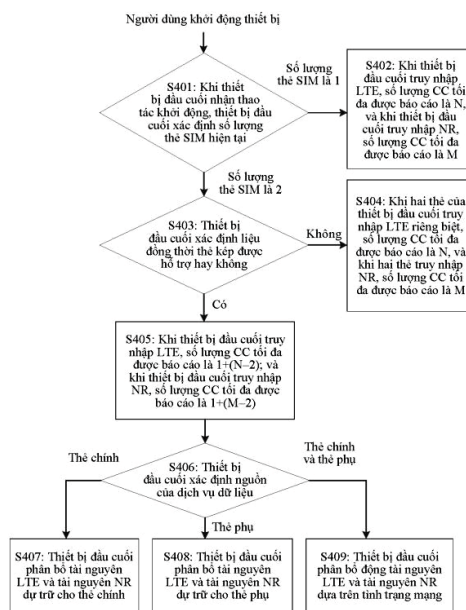 Người dùng khởi động thiết bị
S401: Khi thiết
bị đầu cuối nhận thao
tác khởi động, thiết bị đầu
cuối xác định số lượng
thẻ SIM hiện tại
Số lượng
thẻ SIM là 1
S402: Khi thiết bị
đầu cuối truy nhập
LTE, số lượng CC tối
đa được báo cáo là N,
và khi thiết bị đầu
cuối truy nhập NR,
số lượng CC tối đa
được báo cáo là M
Số lượng
thẻ SIM là 2
S403: Thiết bị
đầu cuối xác định liệu
đồng thời thẻ kép được
hỗ trợ hay không
Không
S404: Khi hai thẻ của
thiết bị đầu cuối truy
nhập LTE riêng biệt,
số lượng CC tối đa
được báo cáo là N, và
khi hai thẻ truy nhập
NR, số lượng CC tối
đa được báo cáo là M
Có
S405: Khi thiết bị đầu cuối truy
nhập LTE, số lượng CC tối đa
được báo cáo là 1+(N–2); và
khi thiết bị đầu cuối truy nhập
NR, số lượng CC tối đa được
báo cáo là 1+(M–2)
Thẻ chính
S406: Thiết bị
đầu cuối xác định nguồn
của dịch vụ dữ liệu
Thẻ chính
và thẻ phụ
Thẻ phụ
S407: Thiết bị đầu cuối
phân bổ tài nguyên
LTE và tài nguyên NR
dự trữ cho thẻ chính
S408: Thiết bị đầu cuối
phân bổ tài nguyên
LTE và tài nguyên NR
dự trữ cho thẻ phụ
S409: Thiết bị đầu cuối
phân bổ động tài nguyên
LTE và tài nguyên NR
dựa trên tình trạng mạng